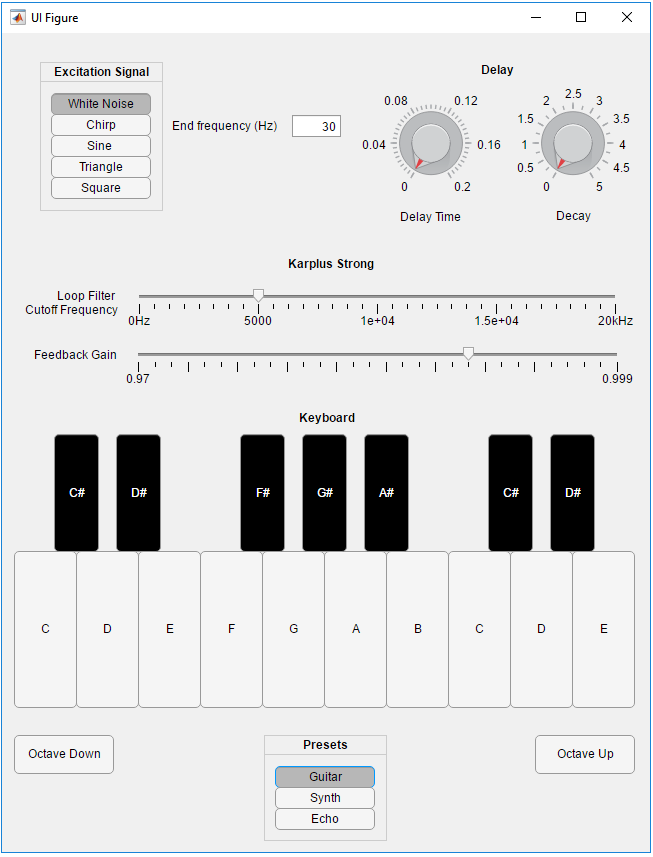 UI Figure
Excitation Signal
White Noise
Chirp
Sine
Triangle
Square
End frequency (Hz) 30
Delay
0 0.04 0.08 0.12 0.16 0.2
Delay Time
0 0.5 1 1.5 2 2.5 3 3.5 4 4.5 5
Decay
Karplus Strong
Loop Filter
Cutoff Frequency
0Hz 5000 1e+04 1.5e+04 20kHz
Feedback Gain
0.97 0.999
Keyboard
C# D# F# G# A# C# D#
C D E F G A B C D E
Octave Down
Presets
Guitar
Synth
Echo
Octave Up